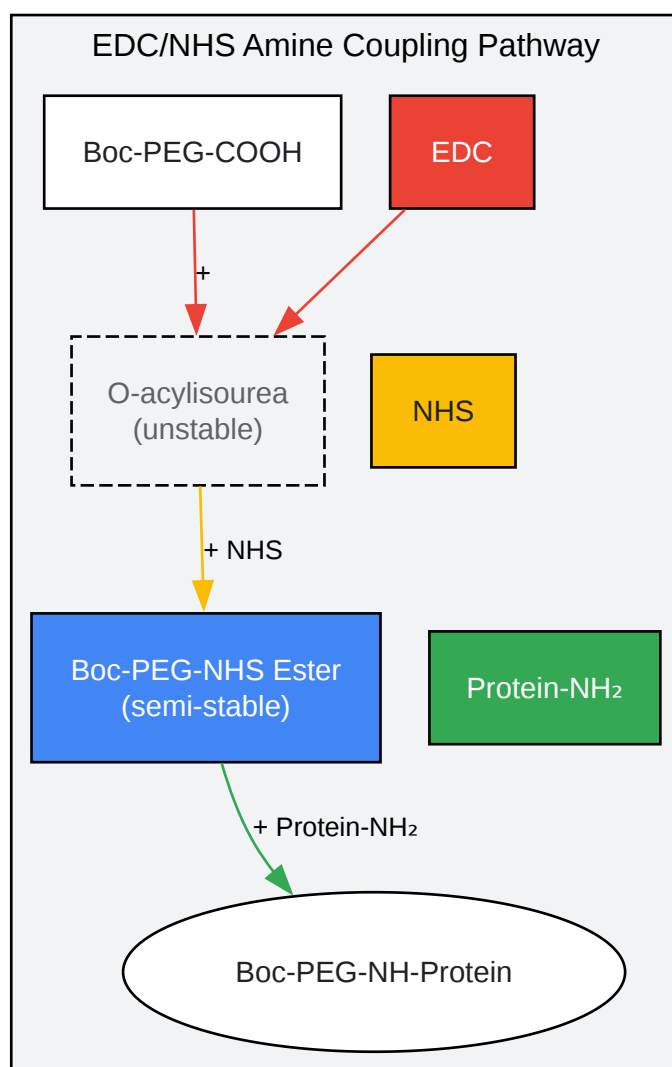 EDC/NHS Amine Coupling Pathway
Boc-PEG-COOH
EDC
+
O-acylisourea
(unstable)
NHS
+ NHS
Boc-PEG-NHS Ester
(semi-stable)
Protein-NH₂
+ Protein-NH₂
Boc-PEG-NH-Protein